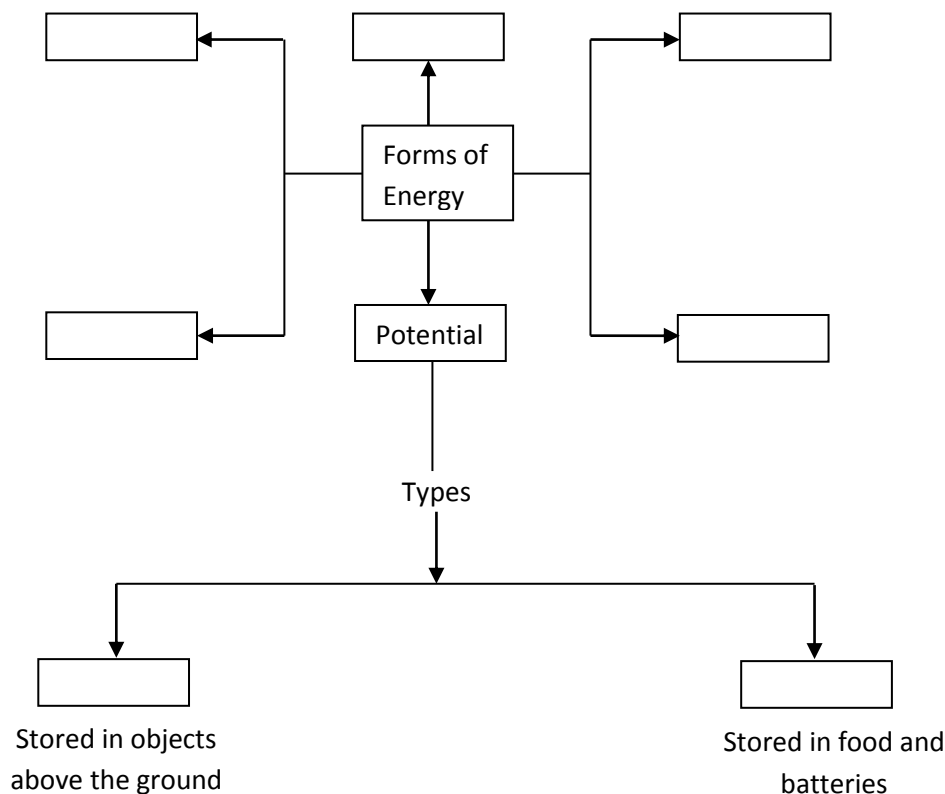 Forms of
Energy
Potential
Types
Stored in objects
above the ground
Stored in food and
batteries